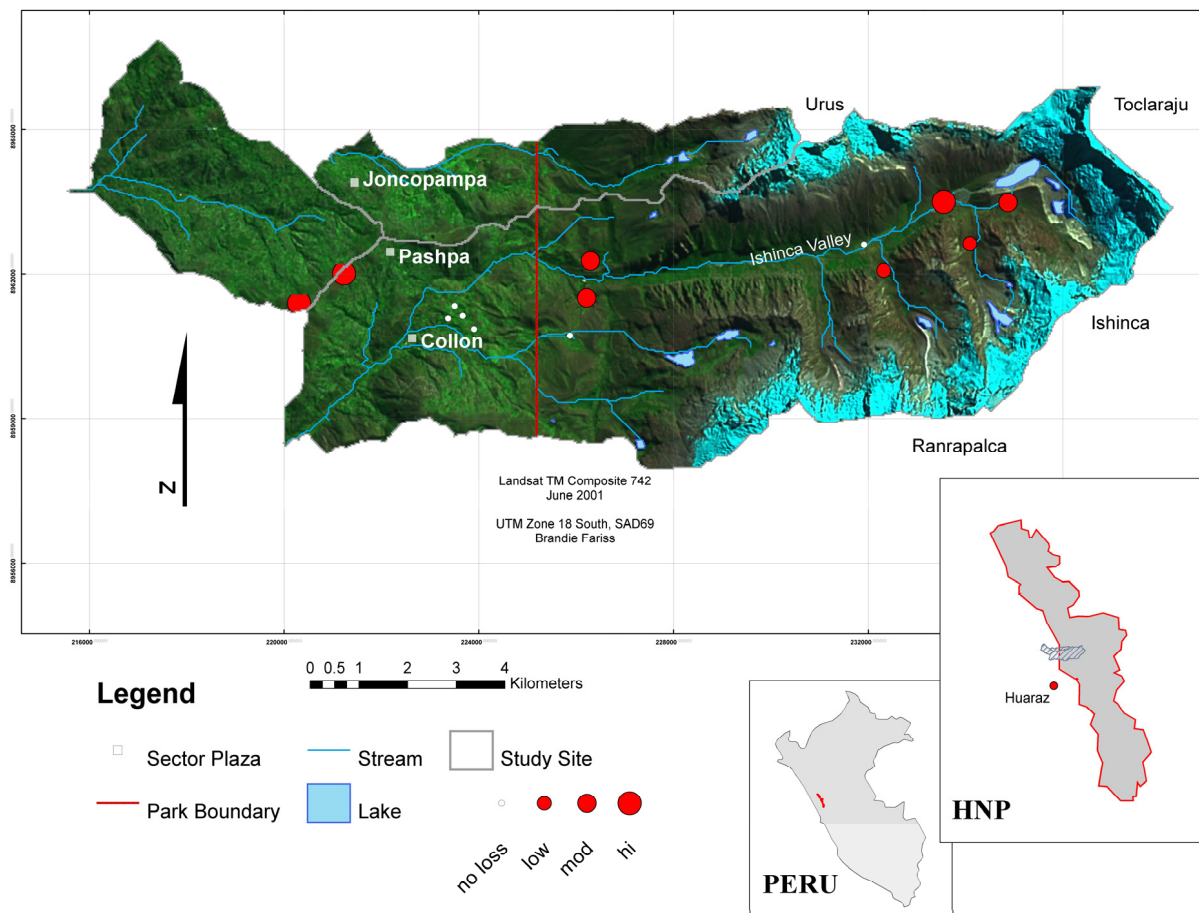 Urus
Toclaraju
Joncopampa
Pashpa
Ishinca Valley
Collon
Ishinca
Ranrapalca
N
Landsat TM Composite 742
June 2001
UTM Zone 18 South, SAD69
Brandie Fariss
8962000
8956000
216000
220000
224000
228000
232000
0 0.5 1 2 3 4
Kilometers
Legend
Sector Plaza
Stream
Study Site
Park Boundary
Lake
no loss
low
mod
hi
PERU
Huaraz
HNP